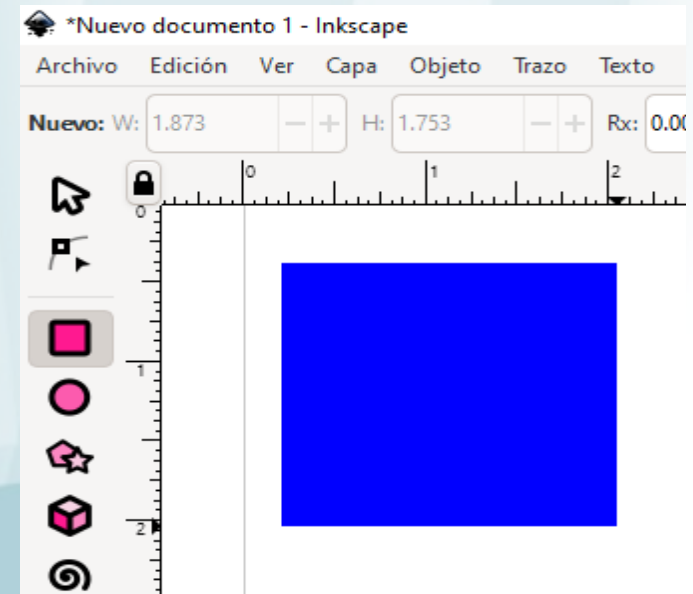 *Nuevo documento 1 - Inkscape
Archivo Edición Ver Capa Objeto Trazo Texto
Nuevo: W: 1.873 — + H: 1.753 — + Rx: 0.00
0 1 2
0
1
2